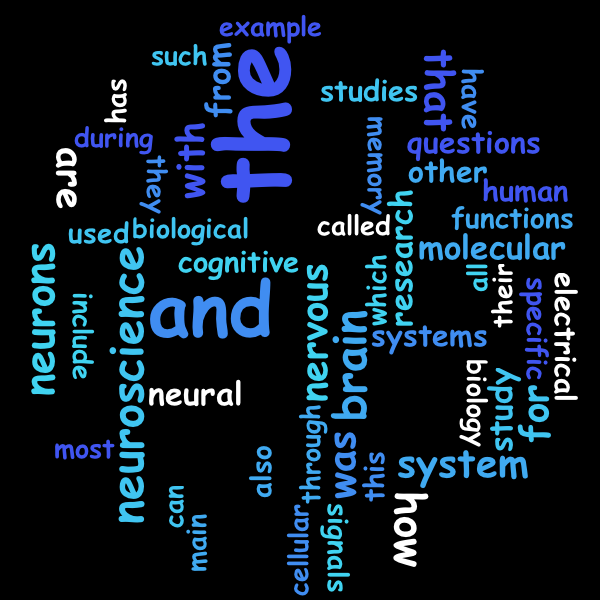 example
such
from
the
has
during
with
they
are
studies
that
have
memory
questions
other
human
functions
called
research
molecular
used
biological
cognitive
neurons
include
neuroscience
and
nervous
which
all
their
specific
electrical
systems
brain
neural
biology
study
for
most
through
was
this
system
also
can
main
how
cellular
signals